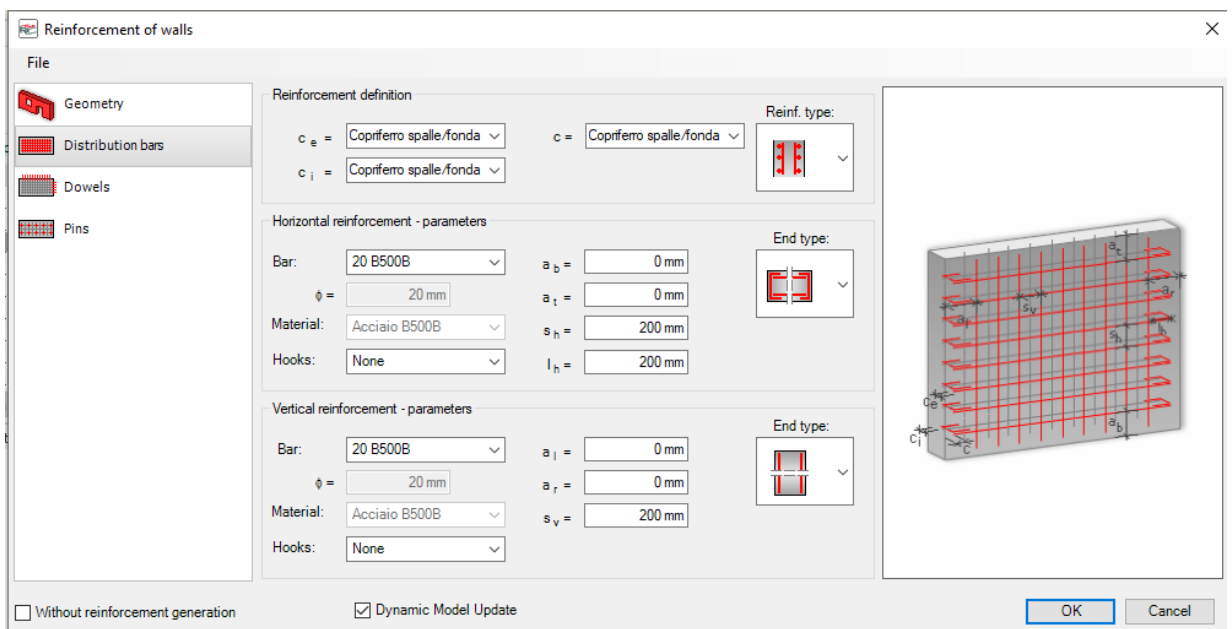 Reinforcement of walls
File
Geometry
Distribution bars
Dowels
Pins
Reinforcement definition
c e = Copriferro spalle/fonda
c = Copriferro spalle/fonda
c i = Copriferro spalle/fonda
Reinf. type:
Horizontal reinforcement - parameters
Bar: 20 B500B
ϕ = 20 mm
Material: Acciaio B500B
Hooks: None
a b = 0 mm
a t = 0 mm
s h = 200 mm
l h = 200 mm
End type:
Vertical reinforcement - parameters
Bar: 20 B500B
ϕ = 20 mm
Material: Acciaio B500B
Hooks: None
a l = 0 mm
a r = 0 mm
s v = 200 mm
End type:
a t
a r
a l
s v
l h
s h
c e
a b
c i
c
Without reinforcement generation
Dynamic Model Update
OK
Cancel